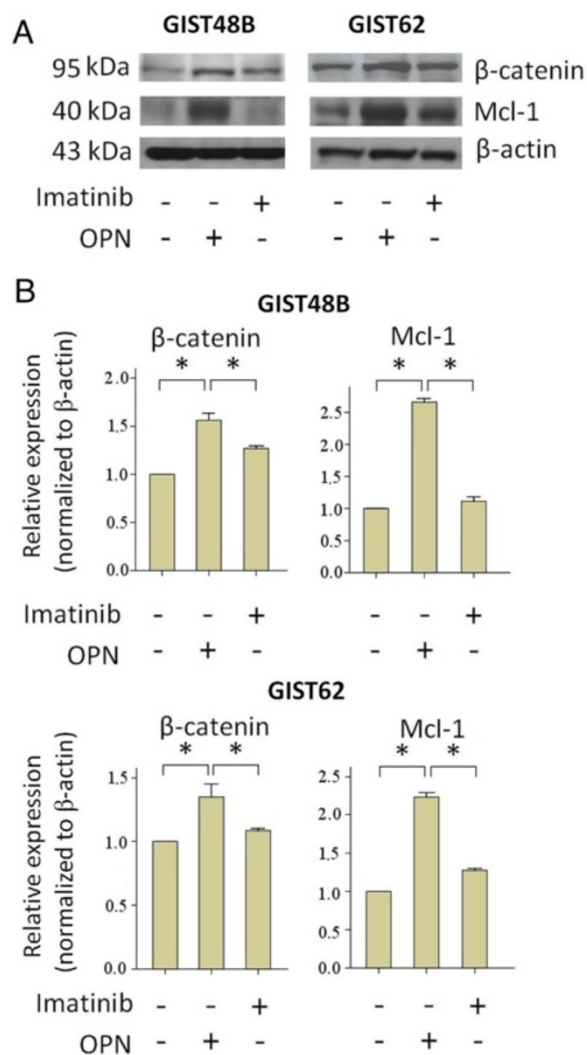 A
GIST48B GIST62
95 kDa β-catenin
40 kDa Mcl-1
43 kDa β-actin
Imatinib - - + - - +
OPN - + - - + -
B
GIST48B
β-catenin Mcl-1
* * * *
Relative expression
(normalized to β-actin)
2.0
1.5
1.0
0.5
0.0
2.5
2.0
1.5
1.0
0.5
0.0
Imatinib - - + - - +
OPN - + - - + -
GIST62
β-catenin Mcl-1
* * * *
Relative expression
(normalized to β-actin)
1.5
1.0
0.5
0.0
2.5
2.0
1.5
1.0
0.5
0.0
Imatinib - - + - - +
OPN - + - - + -